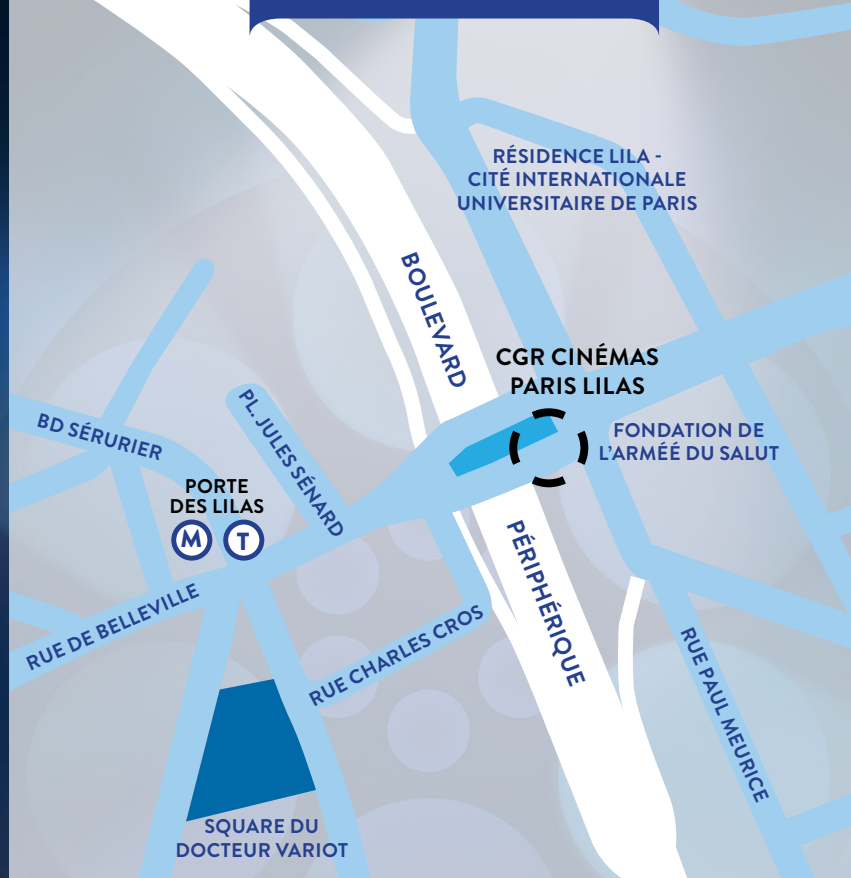 RÉSIDENCE LILA -
CITÉ INTERNATIONALE
UNIVERSITAIRE DE PARIS
BOULEVARD
CGR CINÉMAS
PARIS LILAS
BD SÉRURIER
PL. JULES SÉNARD
FONDATION DE
L'ARMÉÉ DU SALUT
PORTE
DES LILAS
M T
PÉRIPHÉRIQUE
RUE DE BELLEVILLE
RUE CHARLES CROS
RUE PAUL MEURICE
SQUARE DU
DOCTEUR VARIOT